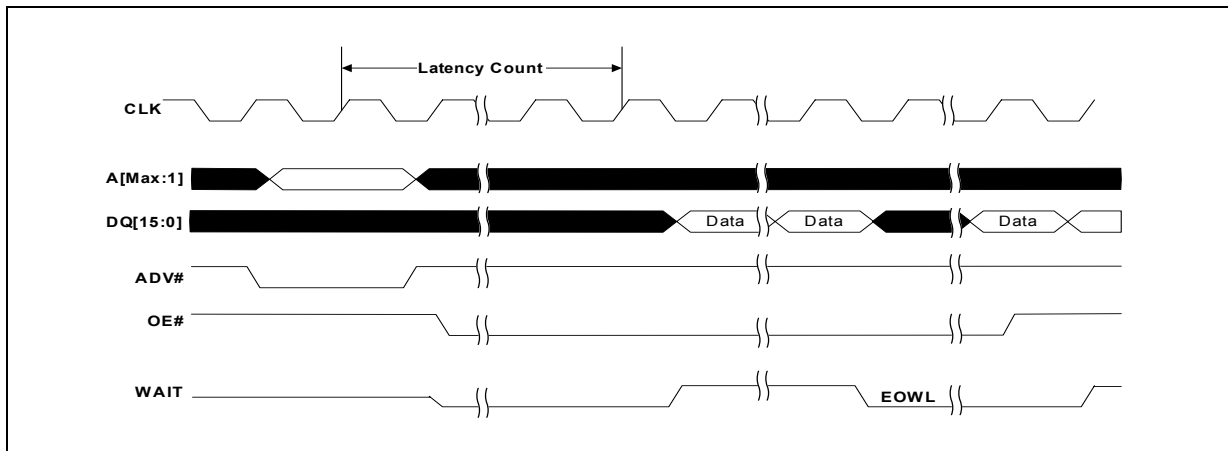 Latency Count
CLK
A[Max:1]
DQ[15:0] Data Data Data
ADV#
OE#
WAIT EOWL